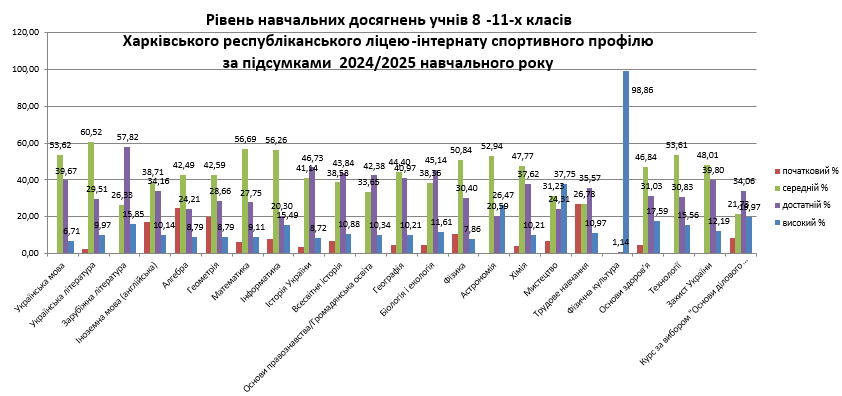 Рівень навчальних досягнень учнів 8 -11-х класів
Харківського республіканського ліцею-інтернату спортивного профілю
за підсумками 2024/2025 навчального року
120,00
100,00
80,00
60,00
40,00
20,00
0,00
53,62 39,67 6,71
60,52 29,51 9,97
26,33 57,82 15,85
38,71 34,16 10,14
42,49 24,21 8,79
42,59 28,66 8,79
56,69 27,75 9,11
56,26 20,30 15,49
41,14 46,73 8,72
38,58 43,84 10,88
33,65 42,38 10,34
44,40 40,97 10,21
38,36 45,14 11,61
50,84 30,40 7,86
52,94 20,59 26,47
47,77 37,62 10,21
31,23 24,31 37,75
26,78 35,57 10,97
1,14 98,86
46,84 31,03 17,59
53,61 30,83 15,56
48,01 39,80 12,19
34,06 19,97
початковий %
середній %
достатній %
високий %
Українська мова
Українська література
Зарубіжна література
Іноземна мова (англійська)
Алгебра
Геометрія
Математика
Інформатика
Історія України
Всесвітня історія
Основи правознавства/Громадянська освіта
Географія
Біологія і екологія
Фізика
Астрономія
Хімія
Мистецтво
Трудове навчання
Фізична культура
Основи здоров'я
Технології
Захист України
Курс за вибором "Основи ділового...